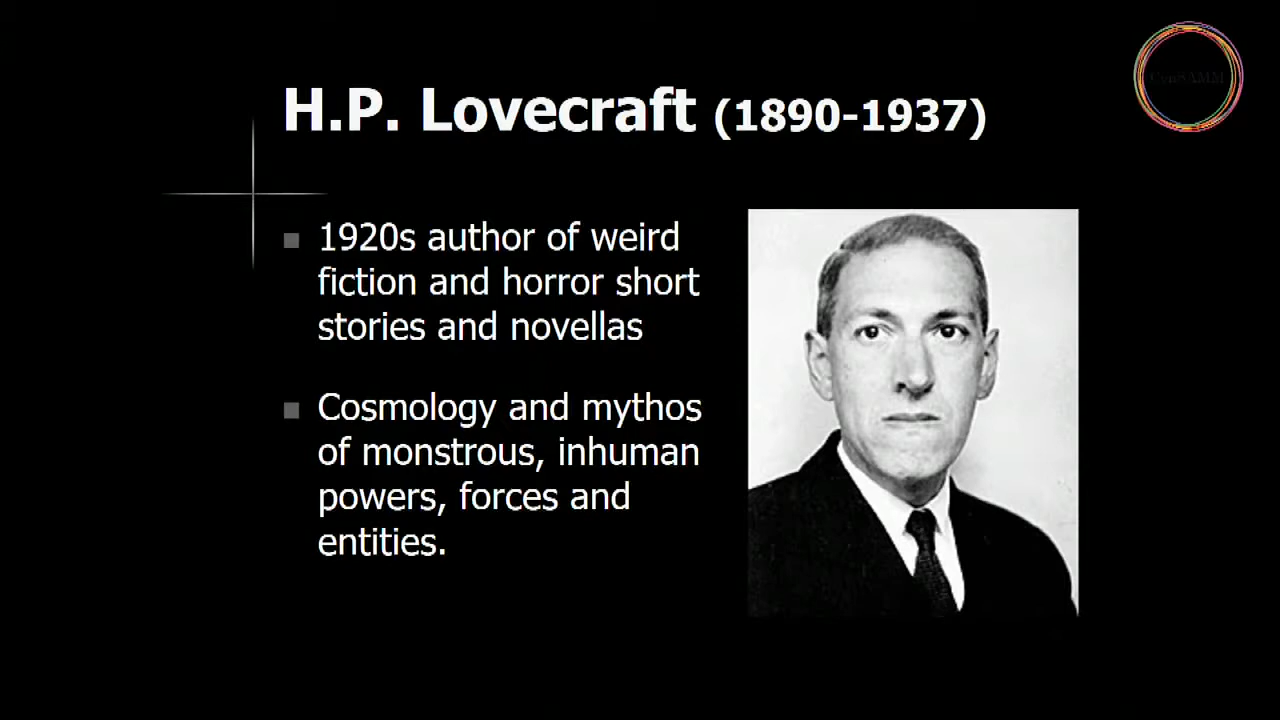 H.P. Lovecraft (1890-1937)
1920s author of weird
fiction and horror short
stories and novellas
Cosmology and mythos
of monstrous, inhuman
powers, forces and
entities.